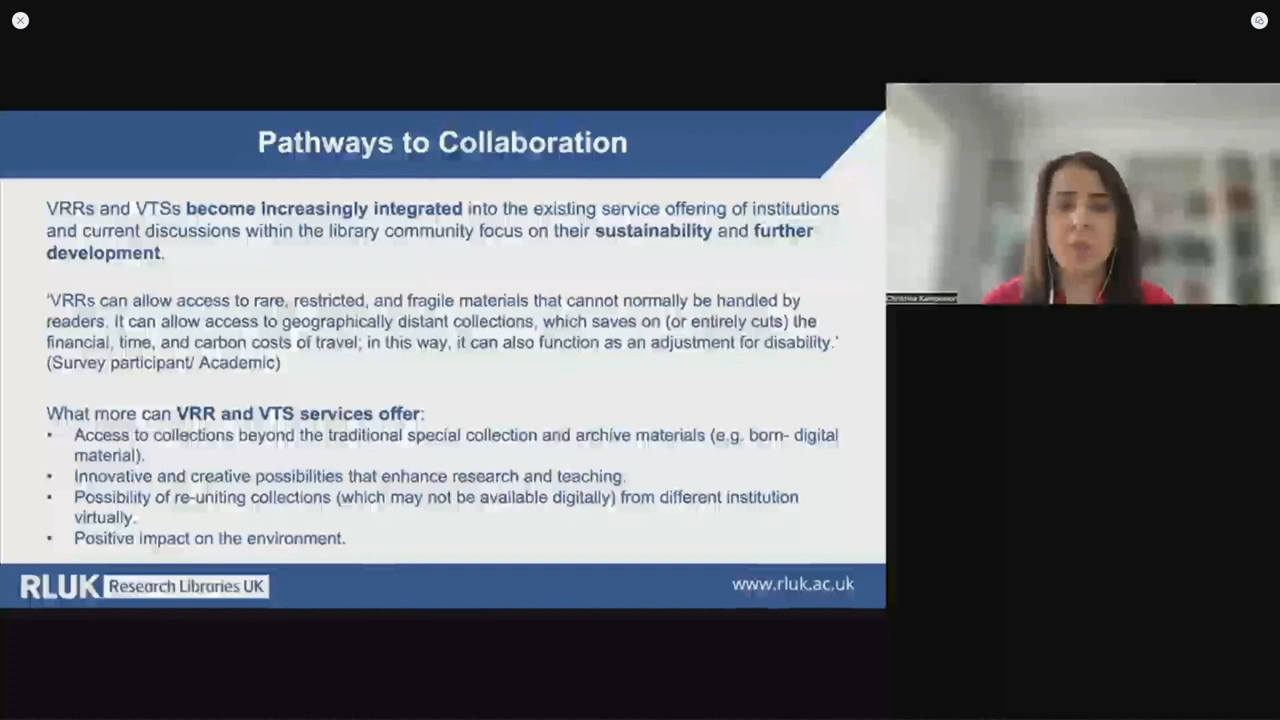 Pathways to Collaboration
VRRs and VTSs become increasingly integrated into the existing service offering of institutions
and current discussions within the library community focus on their sustainability and further
development.
'VRRs can allow access to rare, restricted, and fragile materials that cannot normally be handled by
readers. It can allow access to geographically distant collections, which saves on (or entirely cuts) the
financial, time, and carbon costs of travel; in this way, it can also function as an adjustment for disability.'
(Survey participant/ Academic)
What more can VRR and VTS services offer:
• Access to collections beyond the traditional special collection and archive materials (e.g. born- digital
material).
• Innovative and creative possibilities that enhance research and teaching.
• Possibility of re-uniting collections (which may not be available digitally) from different institution
virtually.
• Positive impact on the environment.
RLUK Research Libraries UK
www.rluk.ac.uk
Christina